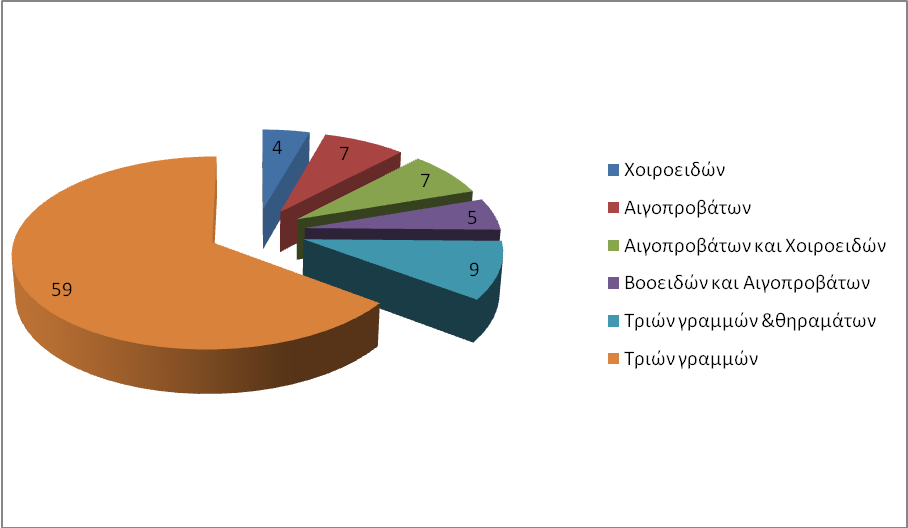 4
7
7
5
9
59
Χοιροειδών
Αιγοπροβάτων
Αιγοπροβάτων και Χοιροειδών
Βοοειδών και Αιγοπροβάτων
Τριών γραμμών &θηραμάτων
Τριών γραμμών